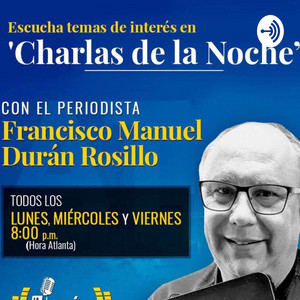 Escucha temas de interés en
'Charlas de la Noche'
CON EL PERIODISTA
Francisco Manuel
Durán Rosillo
TODOS LOS
LUNES, MIÉRCOLES Y VIERNES
8:00 p.m.
(Hora Atlanta)